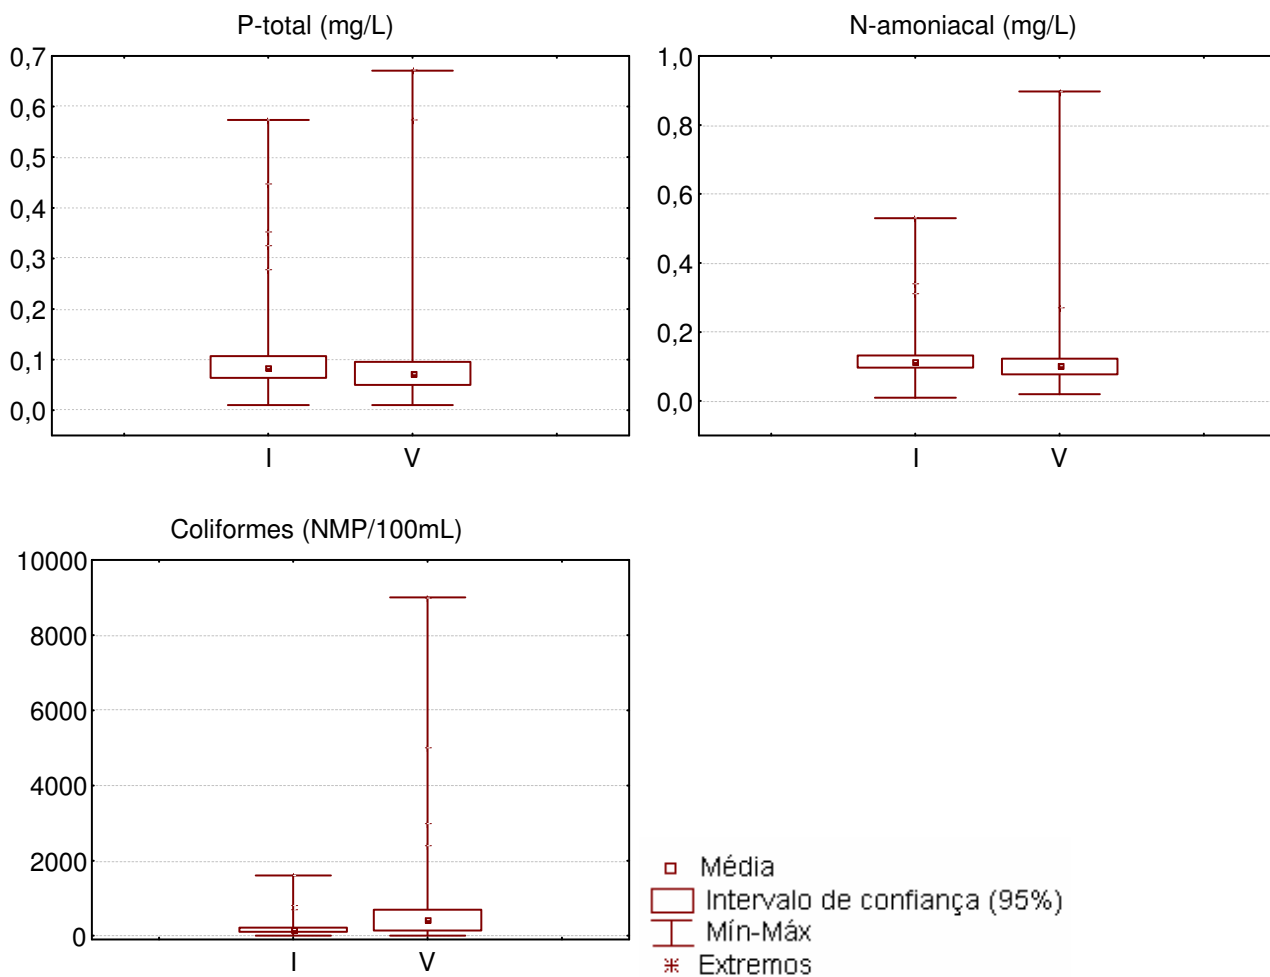 P-total (mg/L)
0,7
0,6
0,5
0,4
0,3
0,2
0,1
0,0
I V
N-amoniacal (mg/L)
1,0
0,8
0,6
0,4
0,2
0,0
I V
Coliformes (NMP/100mL)
10000
8000
6000
4000
2000
0
I V
Média
Intervalo de confiança (95%)
Mín-Máx
Extremos